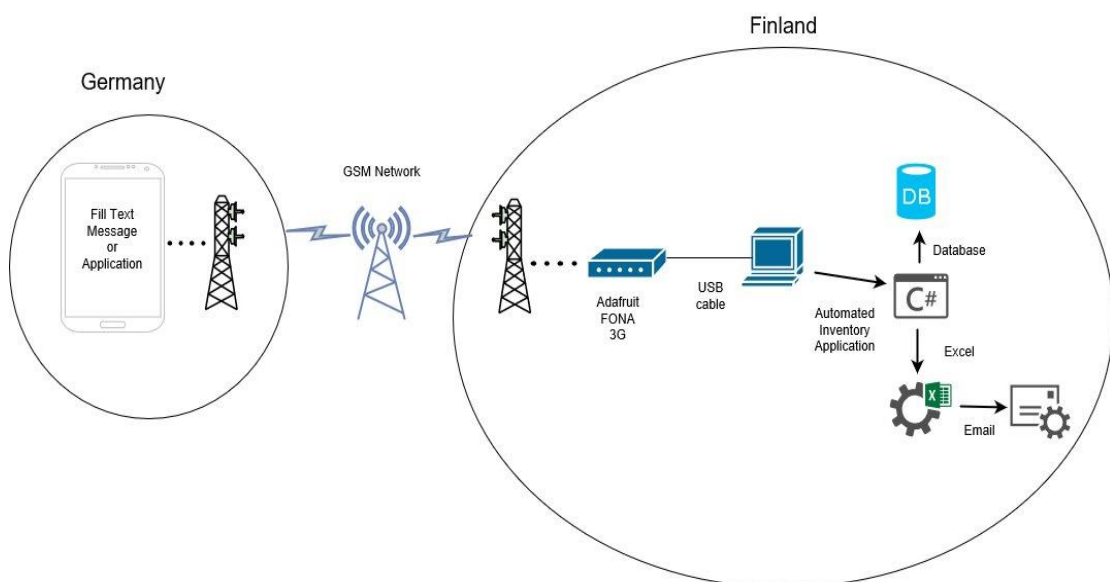 Finland
Germany
GSM Network
Fill Text
Message
or
Application
DB
Database
Adafruit
FONA
3G
USB
cable
C#
Automated
Inventory
Application
Excel
X
Email